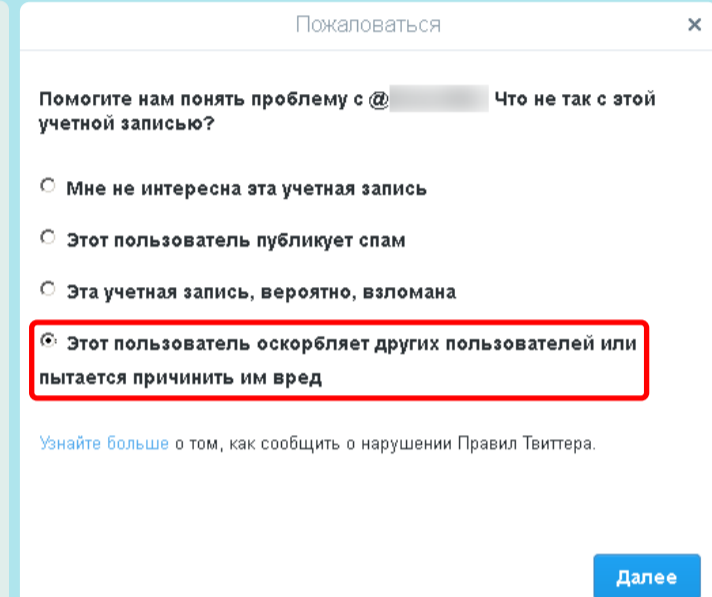 Пожаловаться
Помогите нам понять проблему с @ Что не так с этой
учетной записью?
Мне не интересна эта учетная запись
Этот пользователь публикует спам
Эта учетная запись, вероятно, взломана
Этот пользователь оскорбляет других пользователей или
пытается причинить им вред
Узнайте больше о том, как сообщить о нарушении Правил Твиттера.
Далее